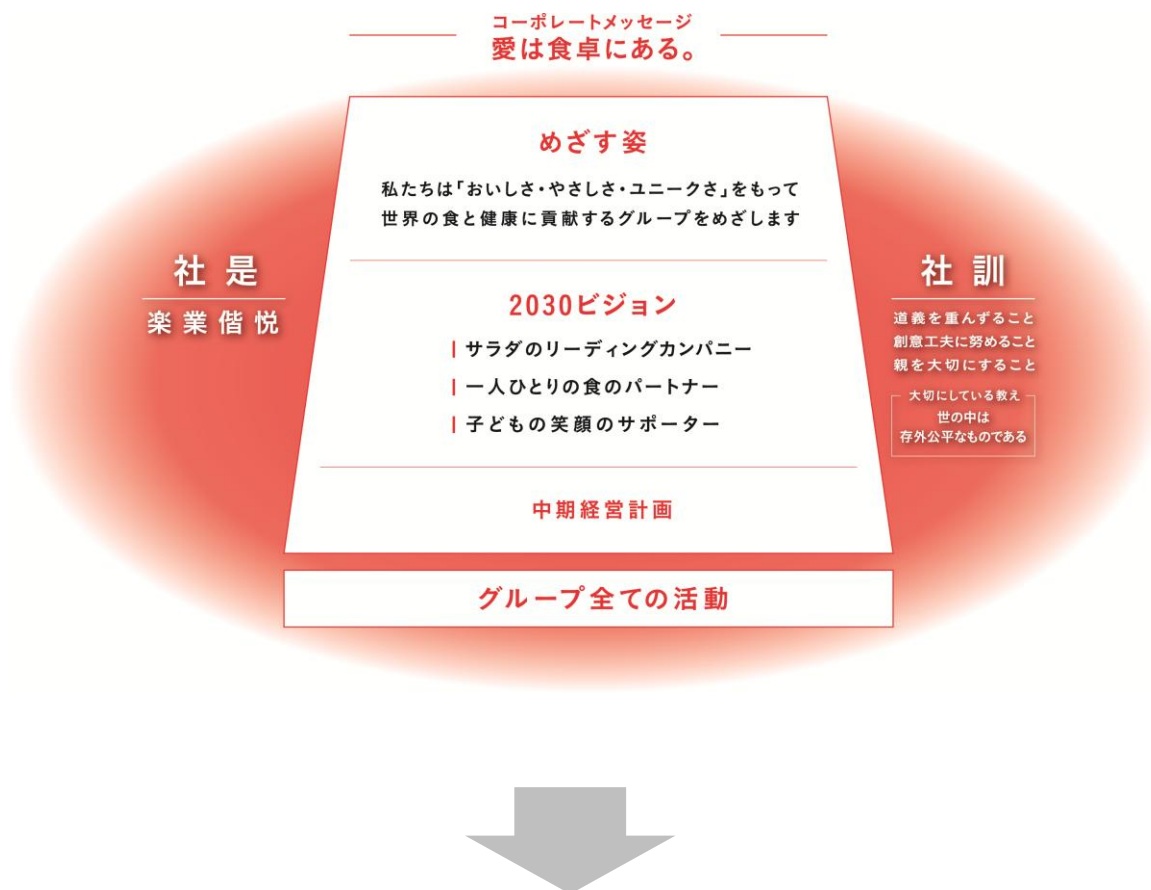 コーポレートメッセージ
愛は食卓にある。
めざす姿
私たちは「おいしさ・やさしさ・ユニークさ」をもって
世界の食と健康に貢献するグループをめざします
社是
楽業偕悦
2030ビジョン
サラダのリーディングカンパニー
一人ひとりの食のパートナー
子どもの笑顔のサポーター
社訓
道義を重んずること
創意工夫に努めること
親を大切にすること
大切にしている教え
世の中は
存外公平なものである
中期経営計画
グループ全ての活動